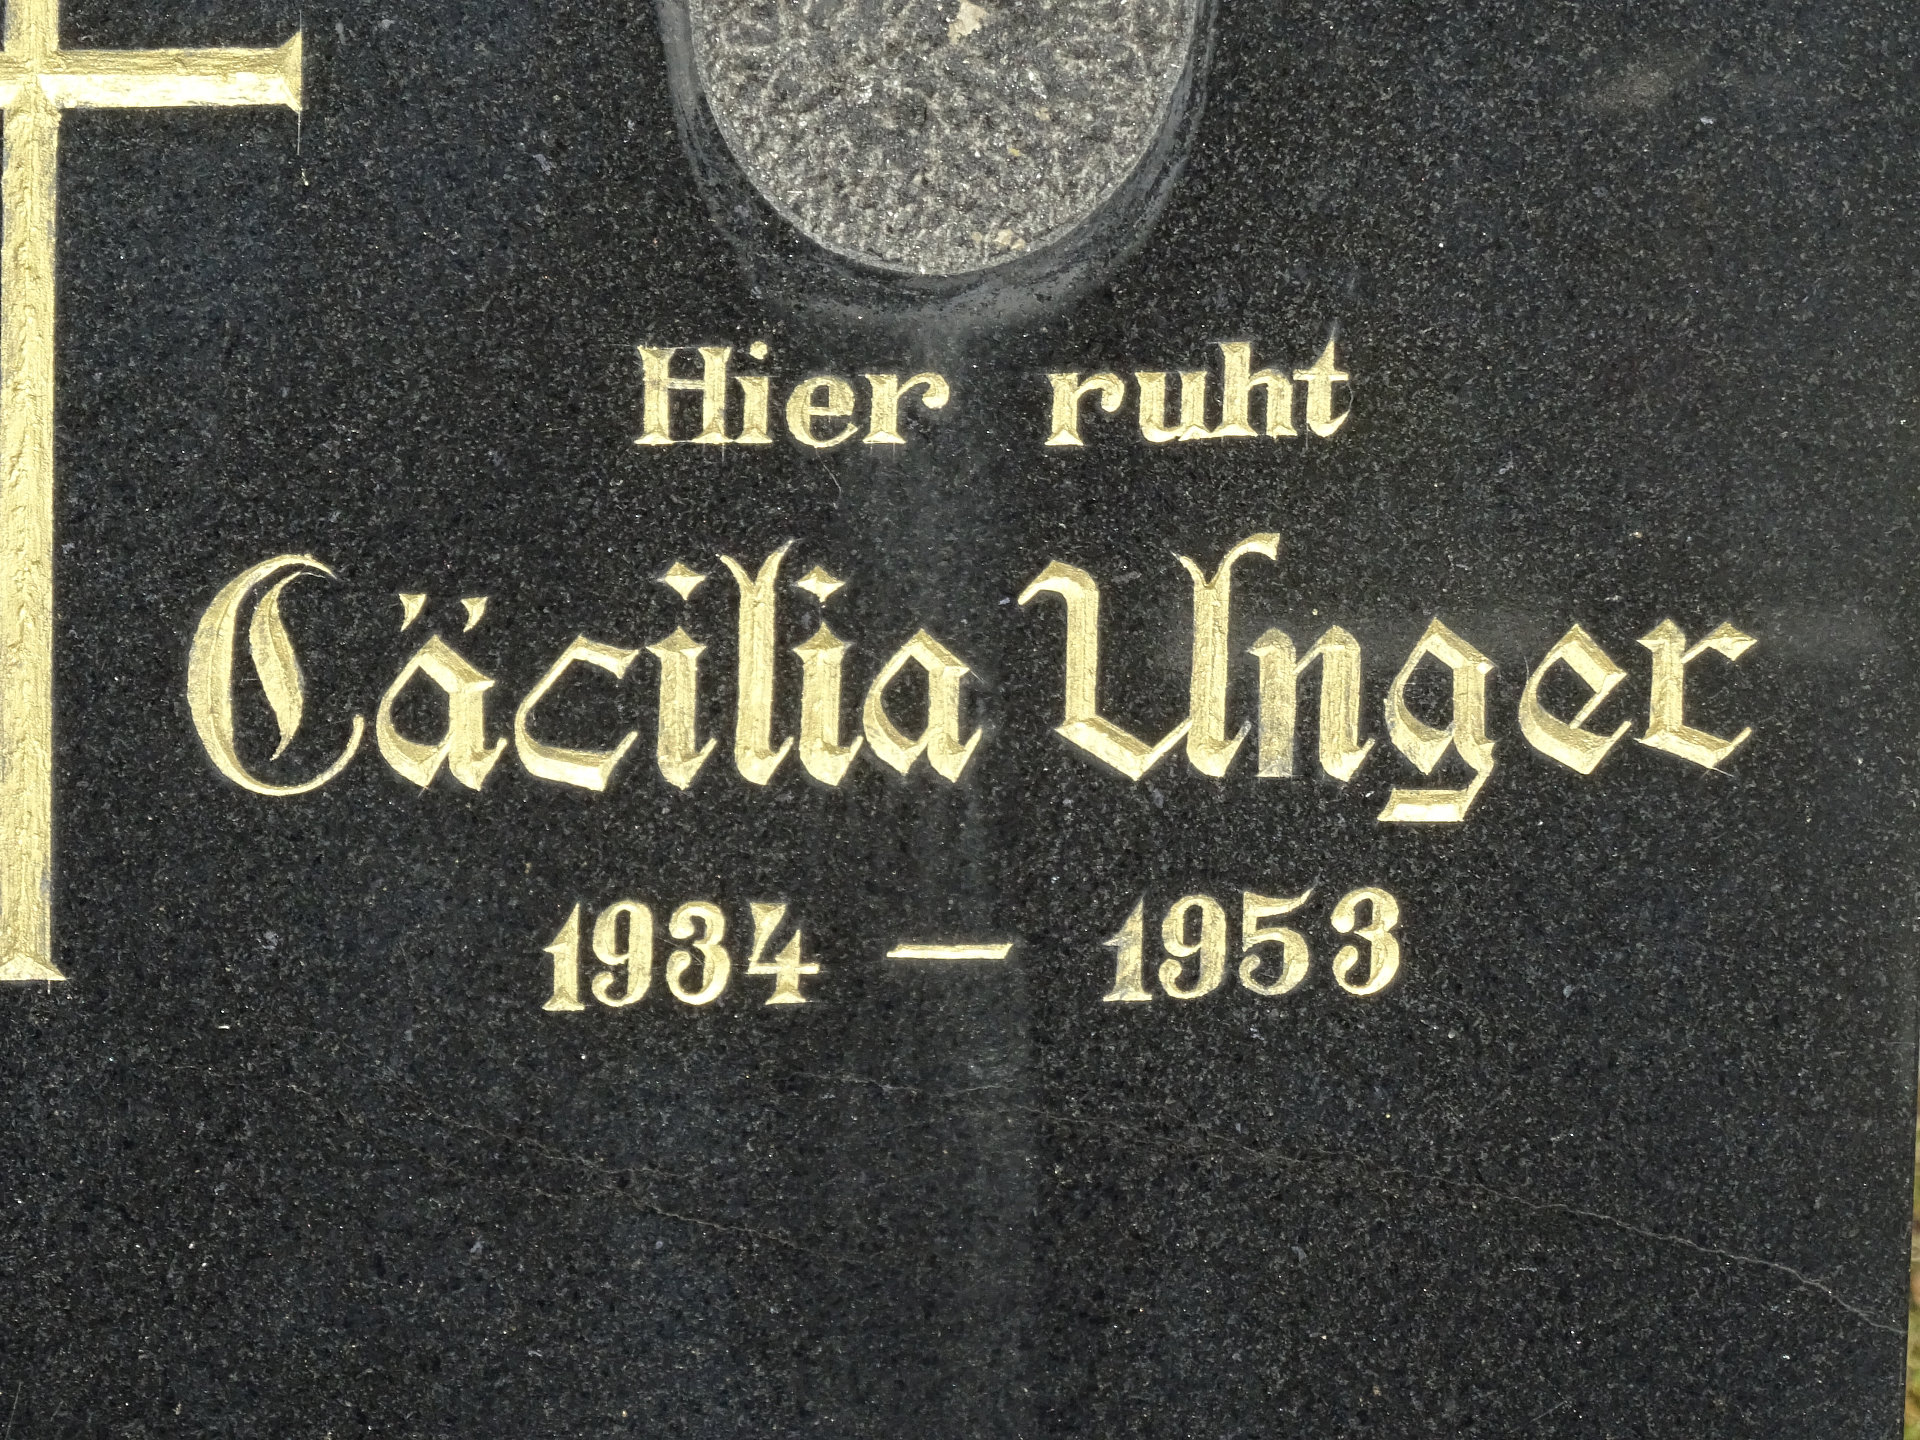 Hier ruht
Cäcilia Unger
1934 — 1953